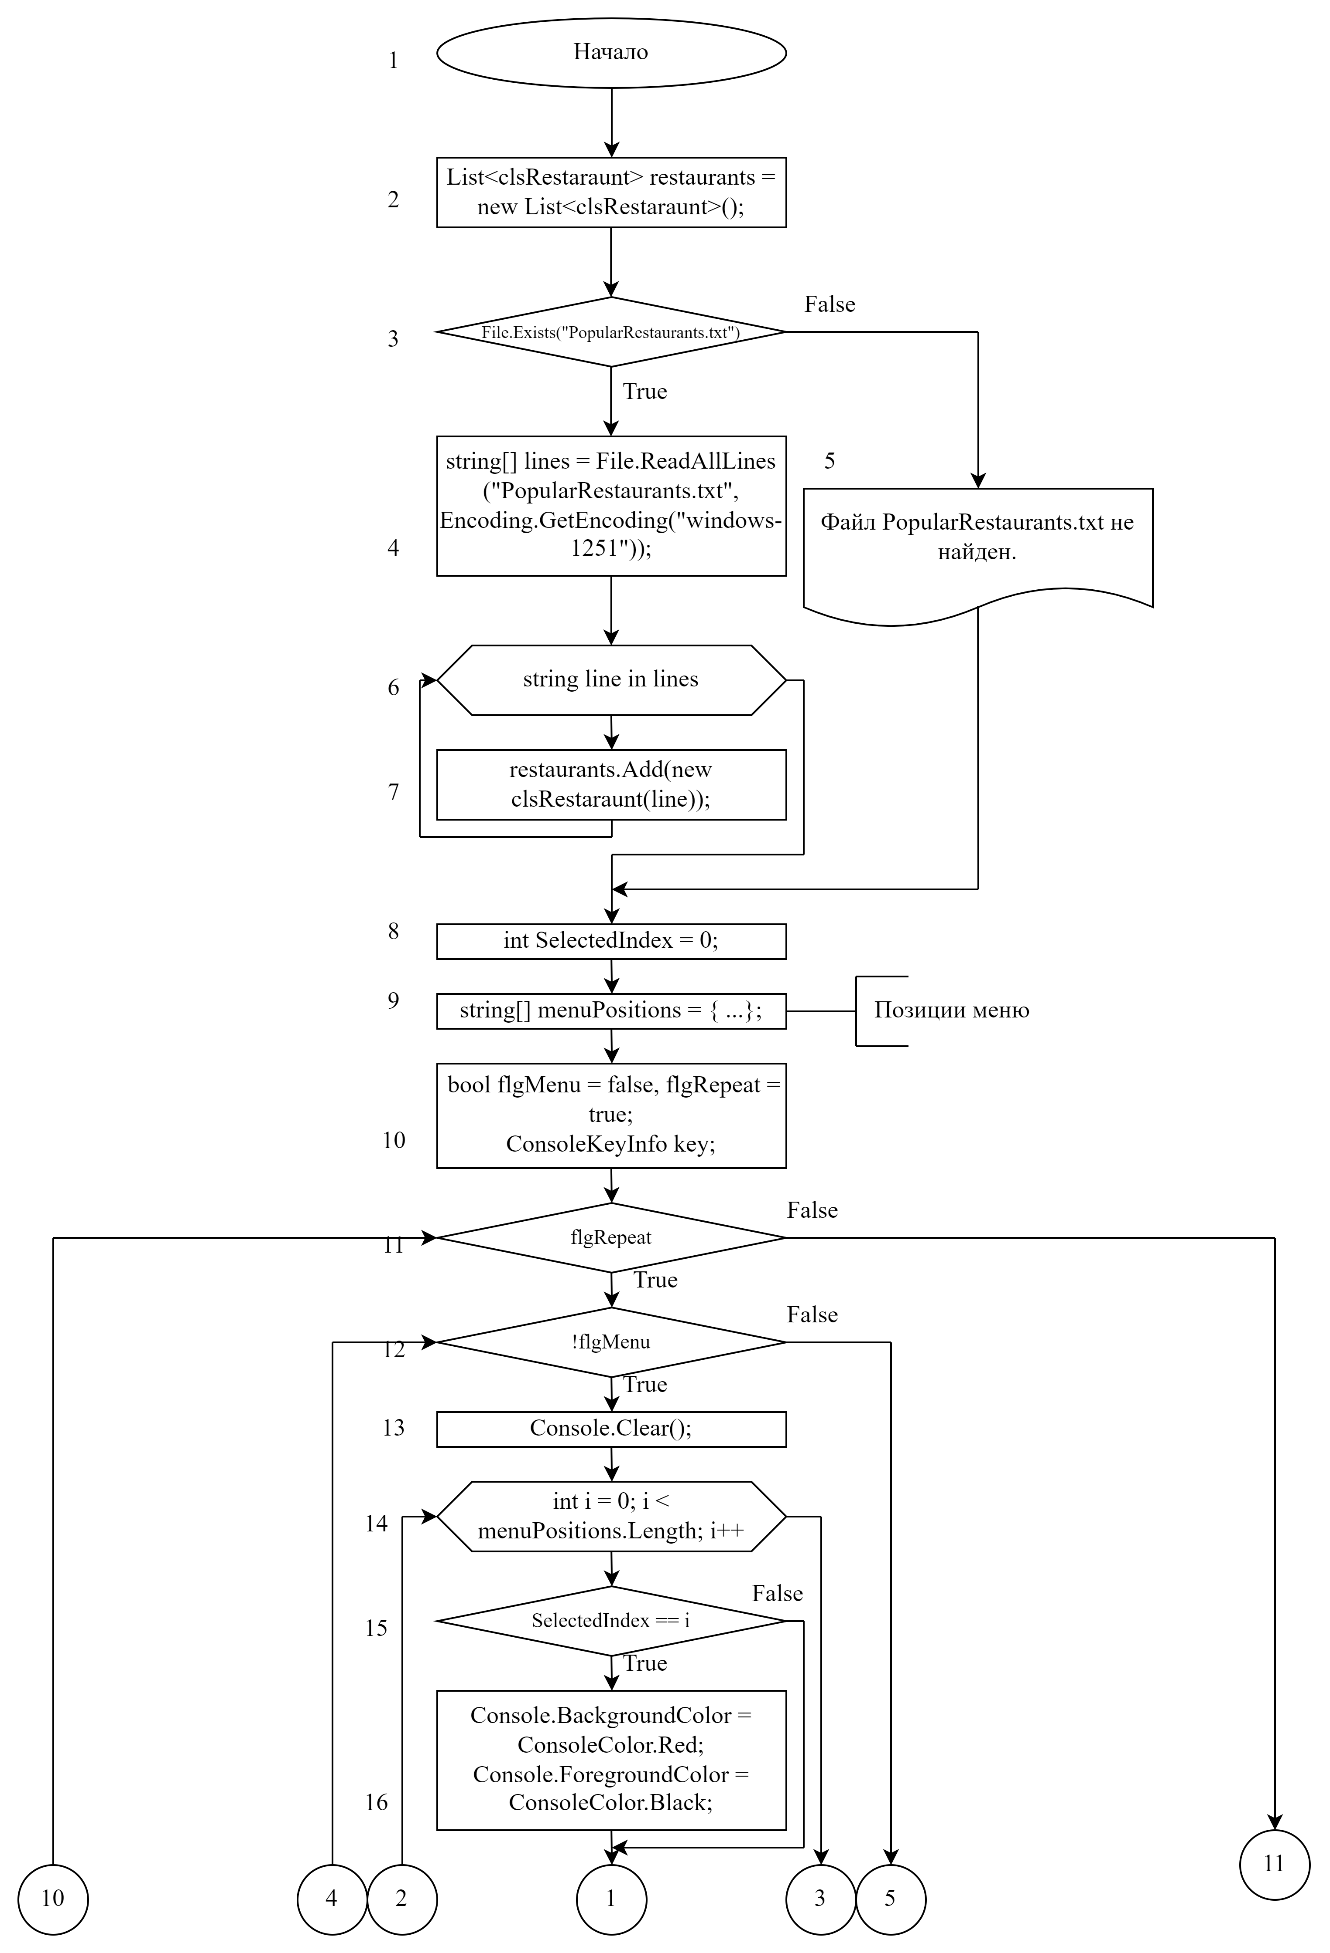 1
Начало
2
List<clsRestaraunt> restaurants =
new List<clsRestaraunt>();
3
File.Exists("PopularRestaurants.txt")
False
True
4
string[] lines = File.ReadAllLines
("PopularRestaurants.txt",
Encoding.GetEncoding("windows-
1251"));
5
Файл PopularRestaurants.txt не
найден.
6
string line in lines
7
restaurants.Add(new
clsRestaraunt(line));
8
int SelectedIndex = 0;
9
string[] menuPositions = { ...};
Позиции меню
10
bool flgMenu = false, flgRepeat =
true;
ConsoleKeyInfo key;
11
flgRepeat
False
True
12
!flgMenu
False
True
13
Console.Clear();
14
int i = 0; i <
menuPositions.Length; i++
15
SelectedIndex == i
False
True
16
Console.BackgroundColor =
ConsoleColor.Red;
Console.ForegroundColor =
ConsoleColor.Black;
10
4
2
1
3
5
11